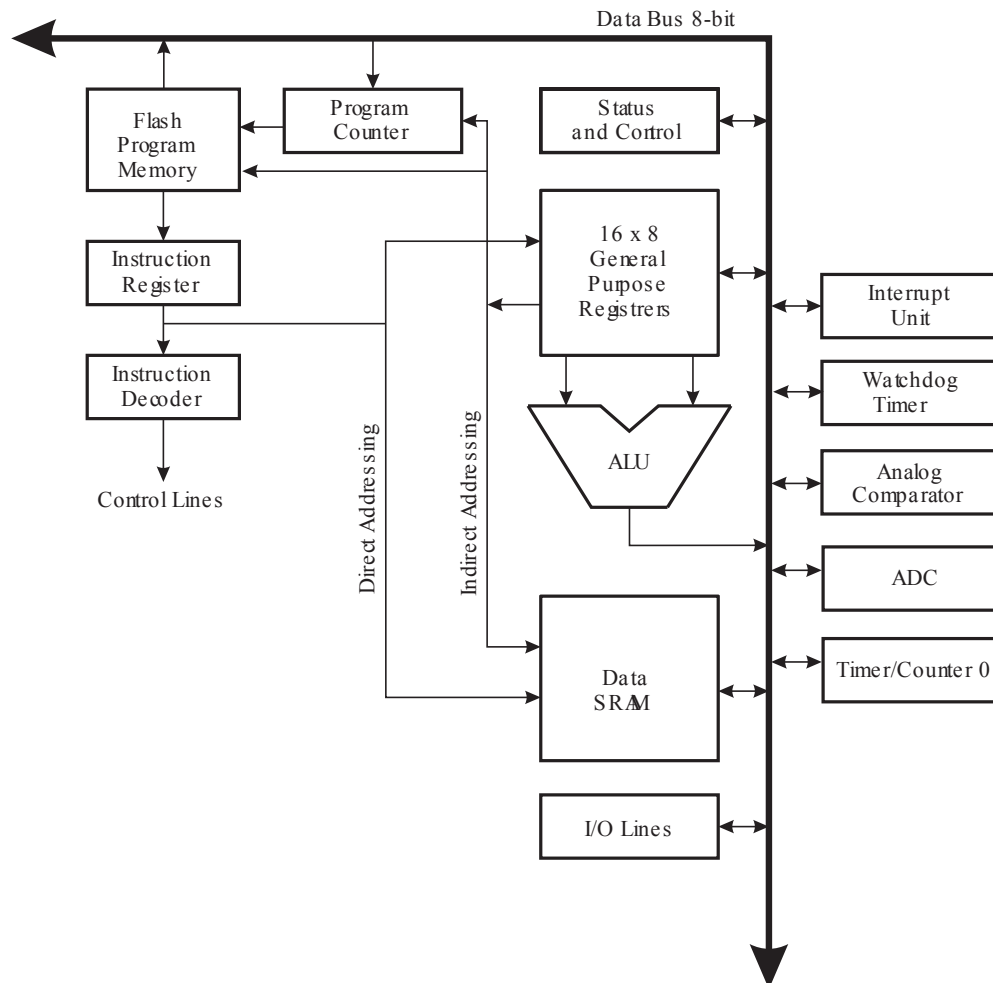 Data Bus 8-bit
Flash
Program
Memory
Program
Counter
Status
and Control
16 x 8
General
Purpose
Registrers
Instruction
Register
Interrupt
Unit
Instruction
Decoder
Watchdog
Timer
Control Lines
Direct Addressing
Indirect Addressing
ALU
Analog
Comparator
ADC
Data
SRAM
Timer/Counter 0
I/O Lines